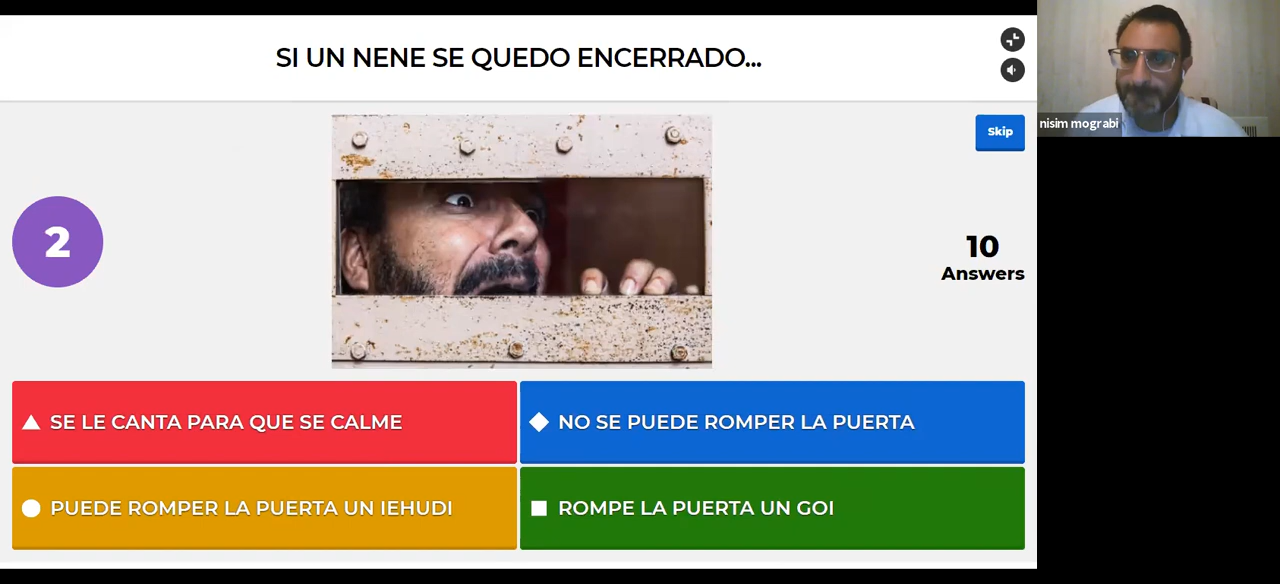 SI UN NENE SE QUEDO ENCERRADO...
Skip
nisim mograbi
2
10
Answers
SE LE CANTA PARA QUE SE CALME
NO SE PUEDE ROMPER LA PUERTA
PUEDE ROMPER LA PUERTA UN IEHUDI
ROMPE LA PUERTA UN GOI